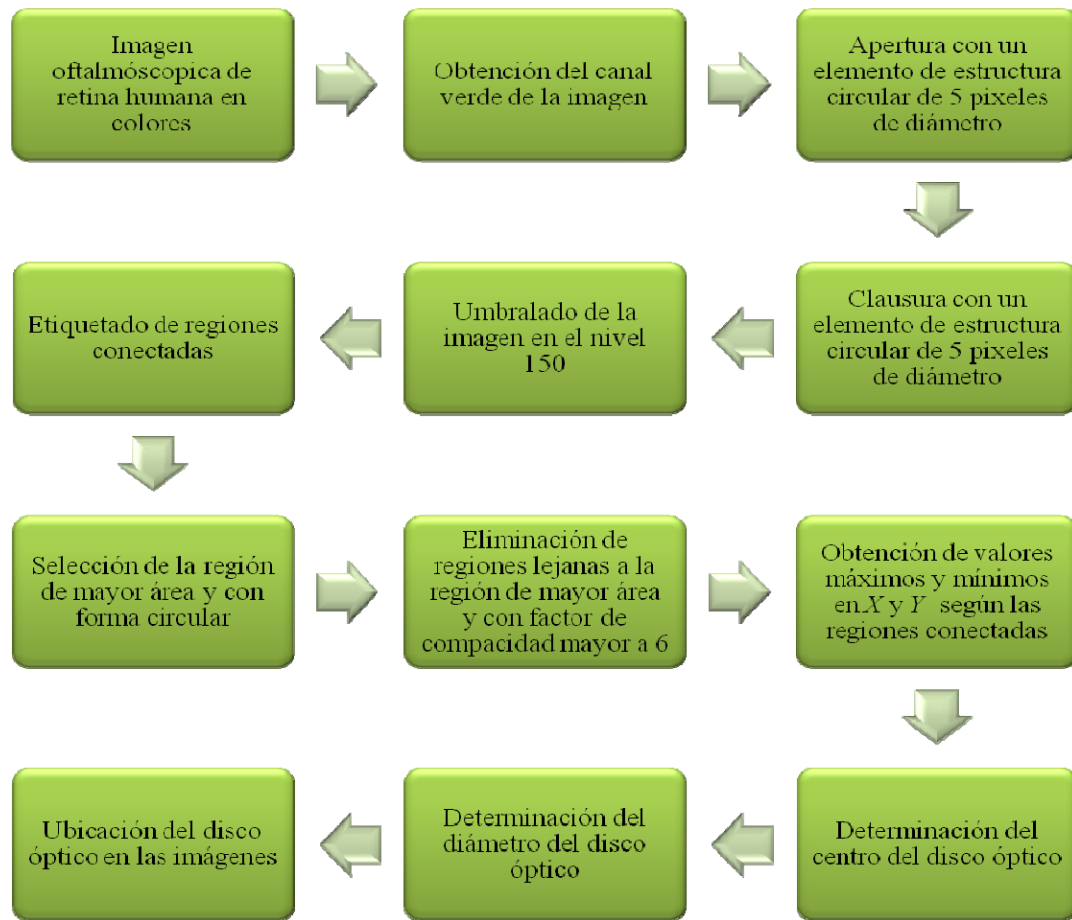 Imagen
oftalmóscopica de
retina humana en
colores
Obtención del canal
verde de la imagen
Apertura con un
elemento de estructura
circular de 5 pixeles
de diámetro
Clausura con un
elemento de estructura
circular de 5 pixeles
de diámetro
Umbralado de la
imagen en el nivel
150
Etiquetado de regiones
conectadas
Selección de la región
de mayor área y con
forma circular
Eliminación de
regiones lejanas a la
región de mayor área
y con factor de
compacidad mayor a 6
Obtención de valores
máximos y mínimos
en X y Y según las
regiones conectadas
Determinación del
centro del disco óptico
Determinación del
diámetro del disco
óptico
Ubicación del disco
óptico en las imágenes